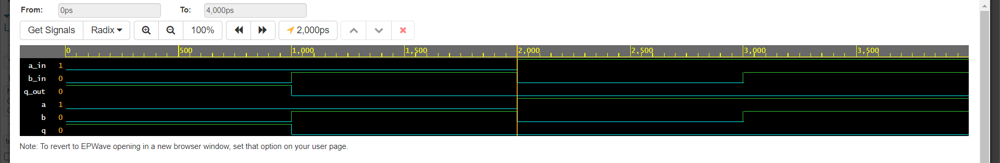 From: 0ps To: 4,000ps
Get Signals Radix 100% 2,000ps
0 500 1,000 1,500 2,000 2,500 3,000 3,500
a_in 1
b_in 0
q_out 0
a 1
b 0
q 0
Note: To revert to EPWave opening in a new browser window, set that option on your user page.